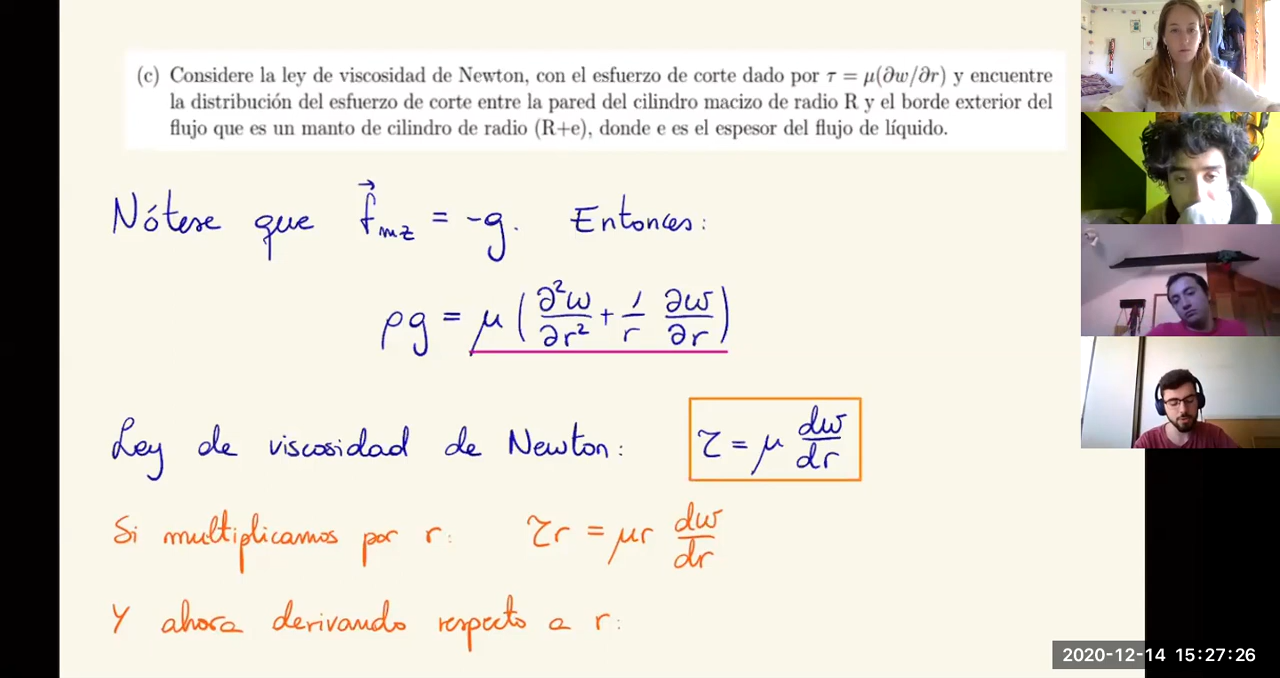 (c) Considere la ley de viscosidad de Newton, con el esfuerzo de corte dado por τ = μ(∂w/∂r) y encuentre
la distribución del esfuerzo de corte entre la pared del cilindro macizo de radio R y el borde exterior del
flujo que es un manto de cilindro de radio (R+e), donde e es el espesor del flujo de líquido.
Nótese que f⃗mz = -g. Entonces:
ρg = μ(∂²w/∂r² + 1/r ∂w/∂r)
Ley de viscosidad de Newton: τ = μ dw/dr
Si multiplicamos por r: τr = μr dw/dr
Y ahora derivando respecto a r:
2020-12-14 15:27:26